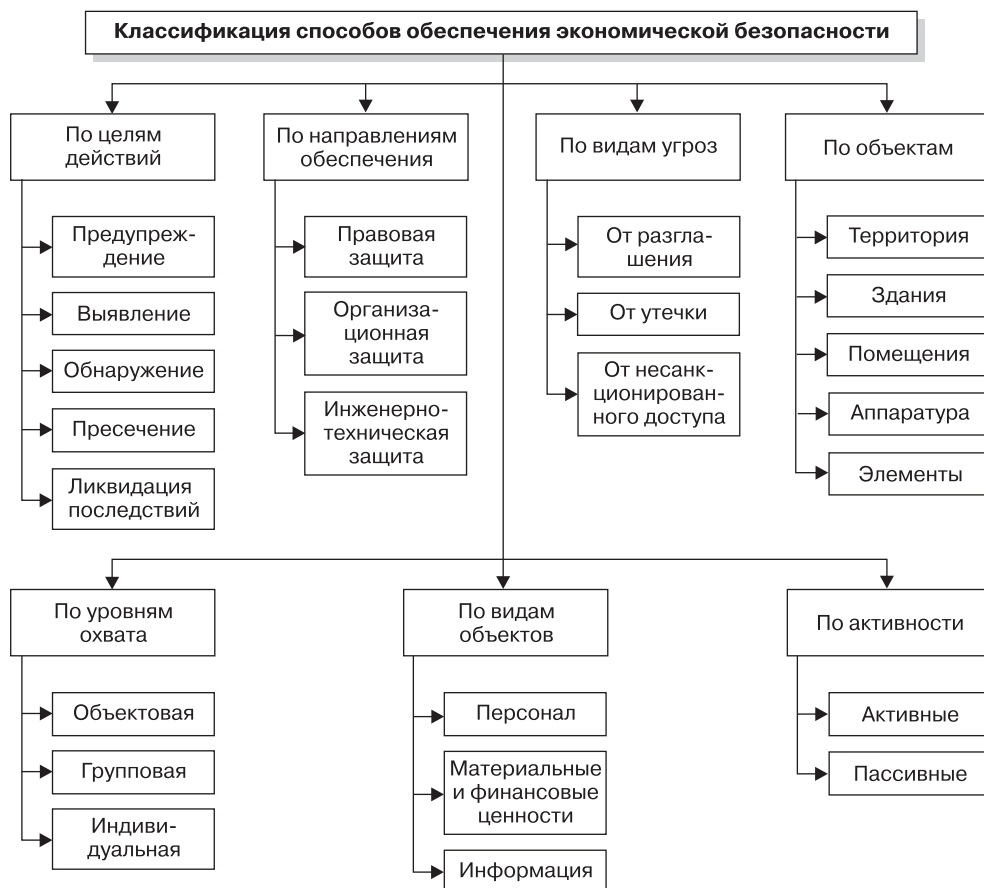 Классификация способов обеспечения экономической безопасности
По целям
действий
Предупреж-
дение
Выявление
Обнаружение
Пресечение
Ликвидация
последствий
По направлениям
обеспечения
Правовая
защита
Организа-
ционная
защита
Инженерно-
техническая
защита
По видам угроз
От разгла-
шения
От утечки
От несанк-
ционирован-
ного доступа
По объектам
Территория
Здания
Помещения
Аппаратура
Элементы
По уровням
охвата
Объектовая
Групповая
Индиви-
дуальная
По видам
объектов
Персонал
Материальные
и финансовые
ценности
Информация
По активности
Активные
Пассивные